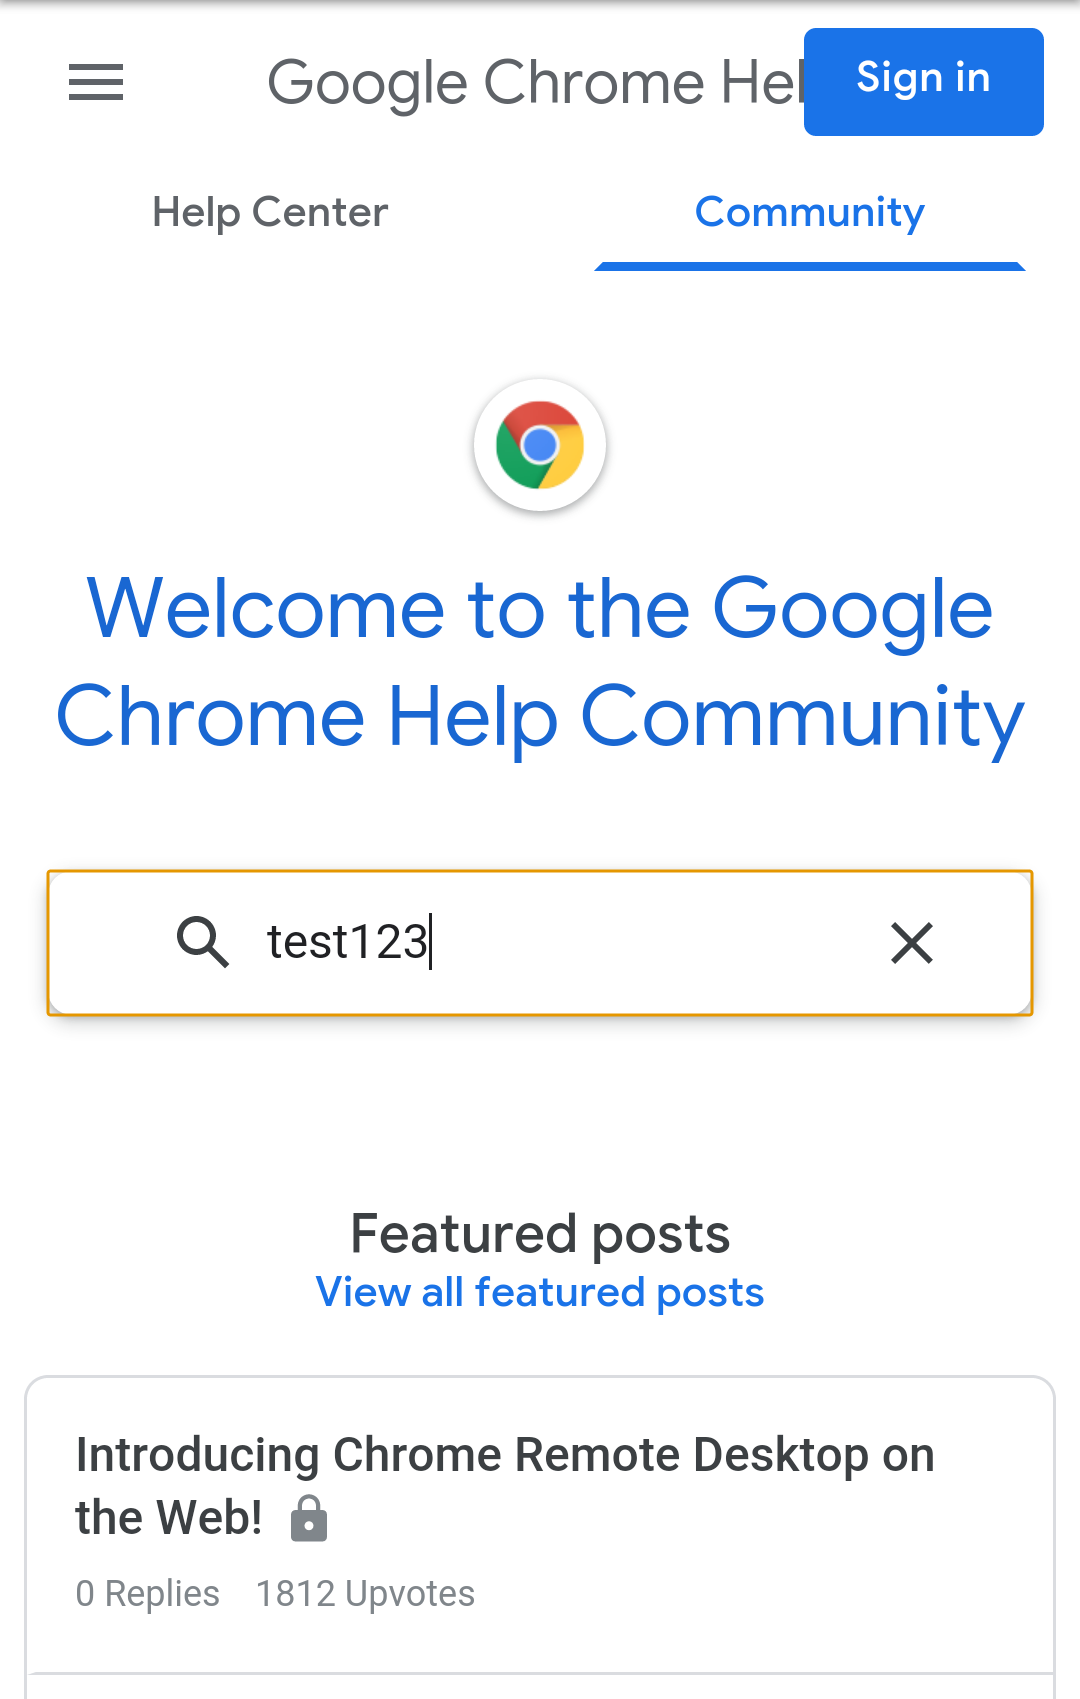 Google Chrome Hel
Sign in
Help Center
Community
Welcome to the Google
Chrome Help Community
test123
Featured posts
View all featured posts
Introducing Chrome Remote Desktop on
the Web!
0 Replies 1812 Upvotes